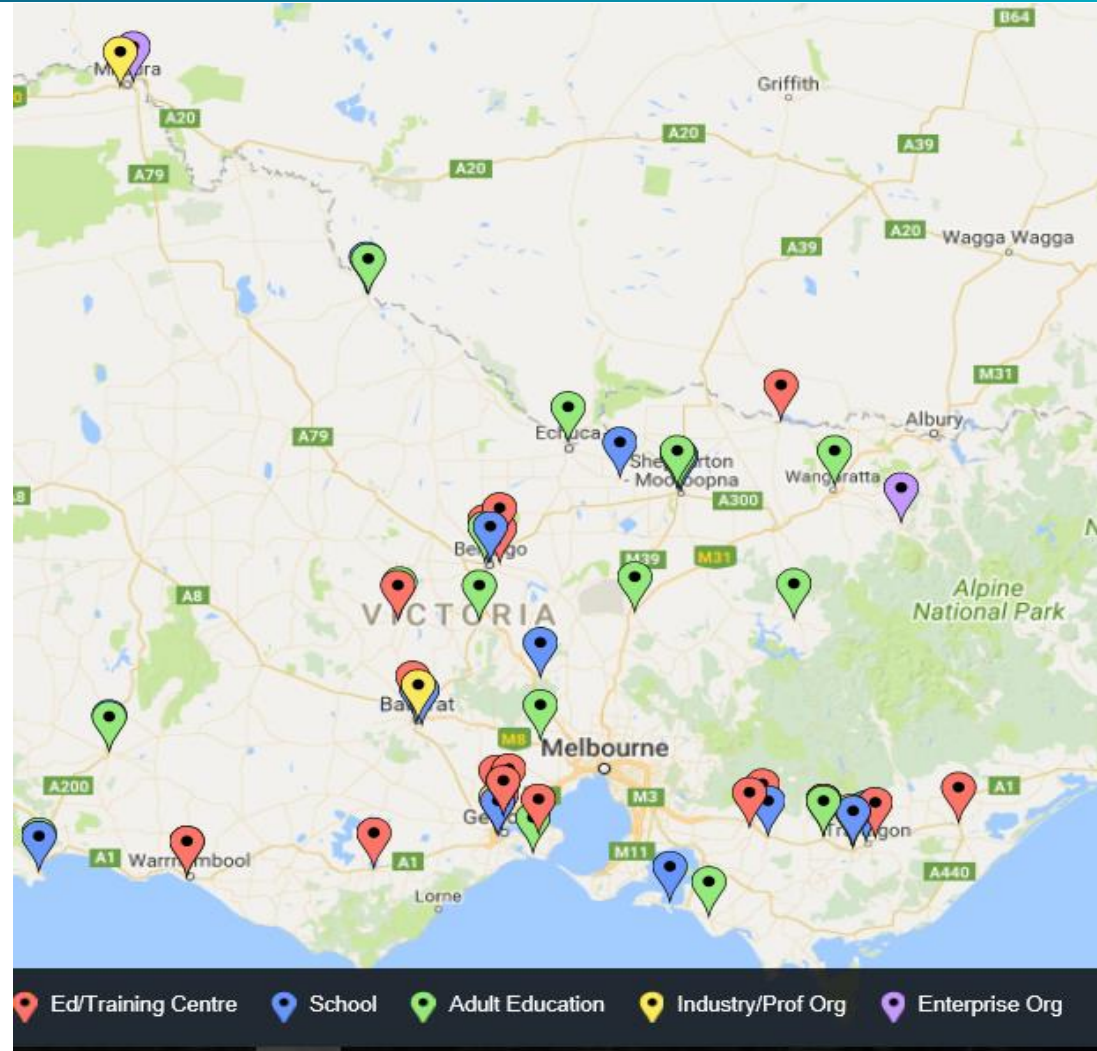 B64
Griffith
A20
A20
A20
A39
A79
A39
A20
Wagga Wagga
M31
Albury
A79
A300
M39
M31
A8
VICTORIA
Alpine
National Park
M8
Melbourne
A200
M3
A1
A1
A1
M11
A440
Lorne
Ed/Training Centre
School
Adult Education
Industry/Prof Org
Enterprise Org